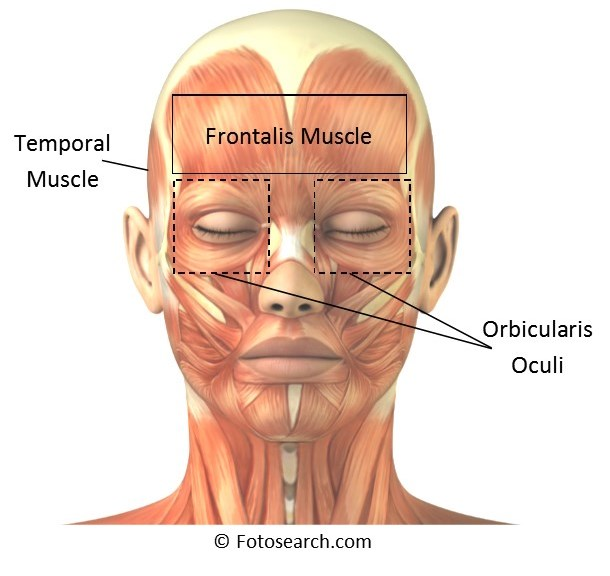 Frontalis Muscle
Temporal
Muscle
Orbicularis
Oculi
© Fotosearch.com